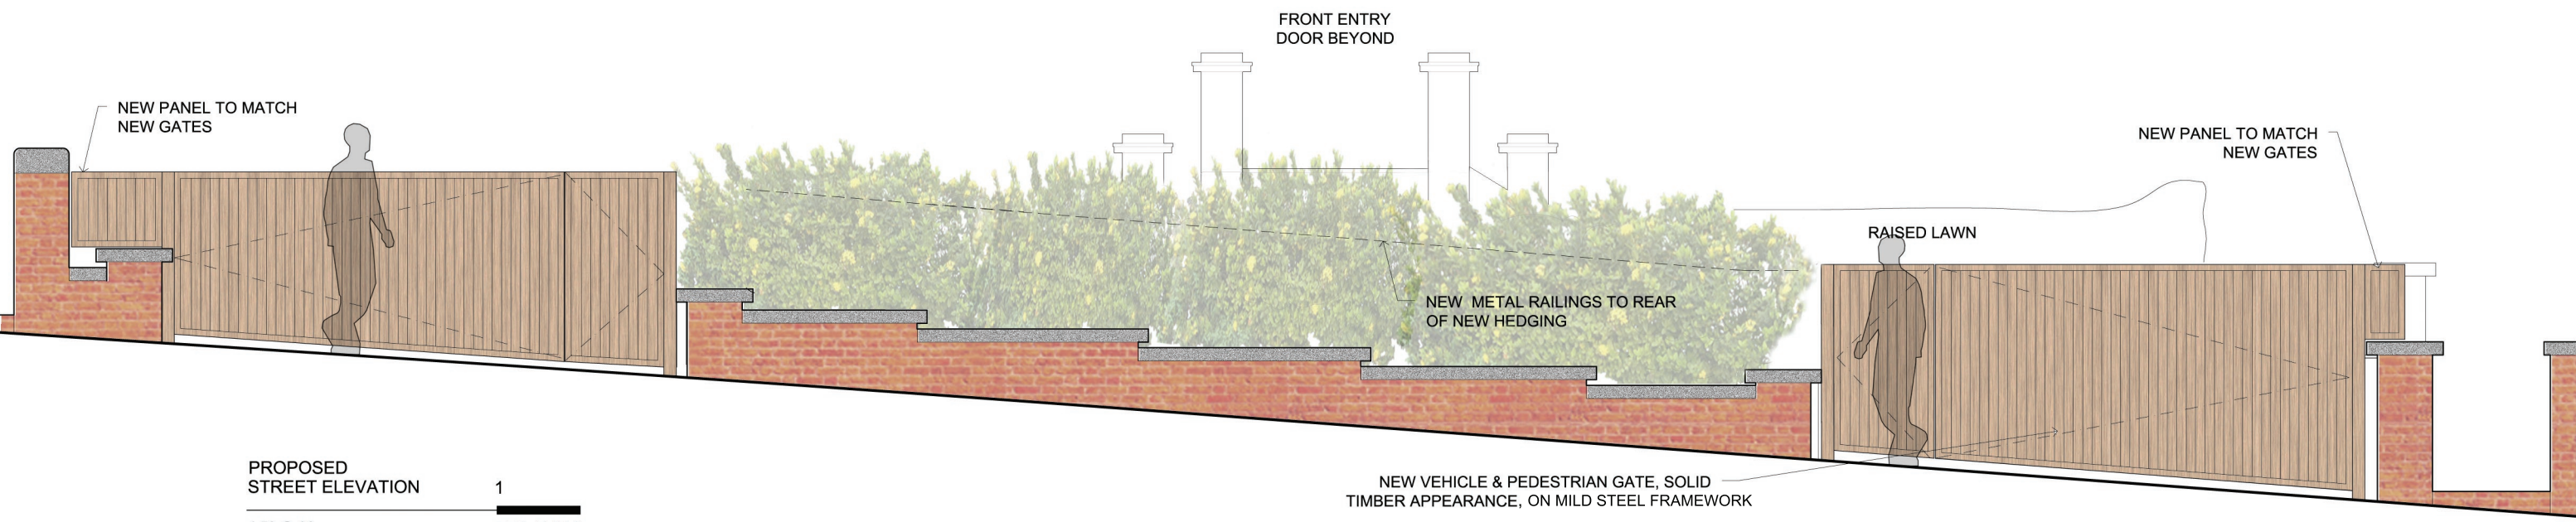 FRONT ENTRY
DOOR BEYOND
NEW PANEL TO MATCH
NEW GATES
NEW PANEL TO MATCH
NEW GATES
RAISED LAWN
NEW METAL RAILINGS TO REAR
OF NEW HEDGING
PROPOSED
STREET ELEVATION 1
NEW VEHICLE & PEDESTRIAN GATE, SOLID
TIMBER APPEARANCE, ON MILD STEEL FRAMEWORK